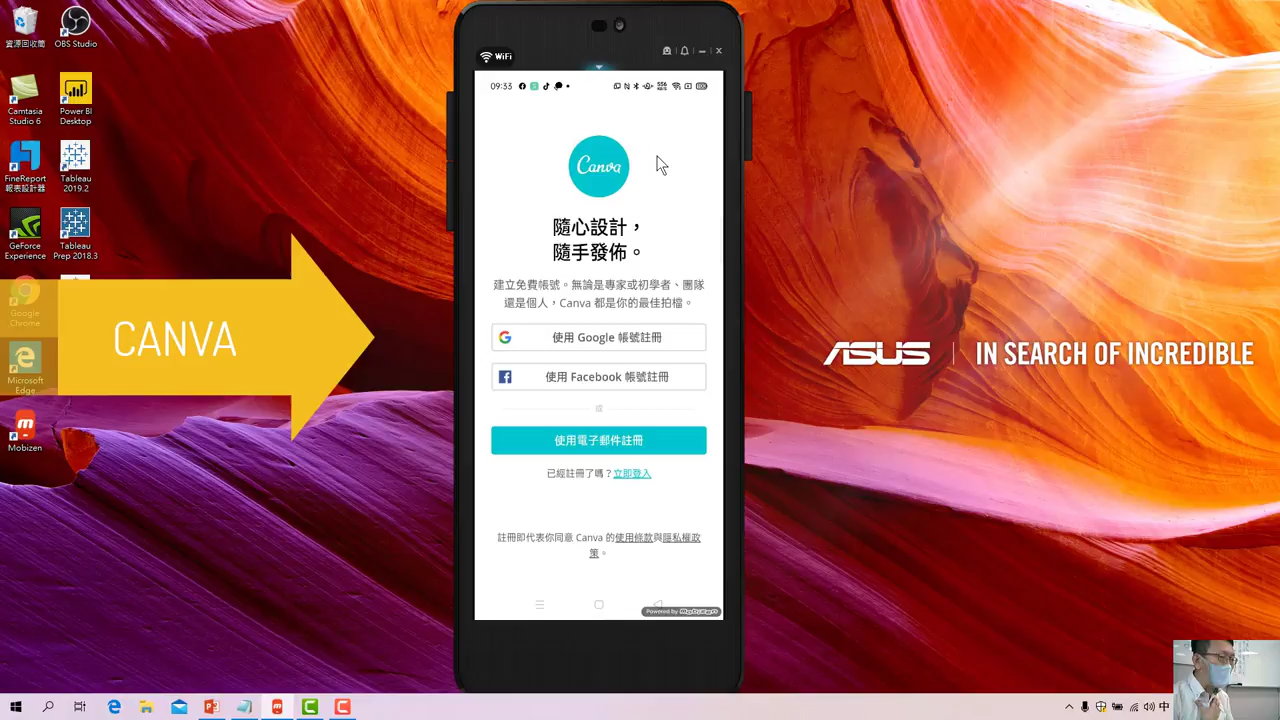 資源回收筒
OBS Studio
Camtasia
Studio 6
Power BI
Desktop
FineReport
報表設計器
Tableau
2019.2
GeForce
Experience
Tableau
Prep 2018.3
Google
Chrome
Microsoft
Edge
Mobizen
CANVA
WiFi
09:33
556
KB/S
Canva
隨心設計，
隨手發佈。
建立免費帳號。無論是專家或初學者、團隊
還是個人，Canva 都是你的最佳拍檔。
使用 Google 帳號註冊
使用 Facebook 帳號註冊
或
使用電子郵件註冊
已經註冊了嗎？立即登入
註冊即代表你同意 Canva 的使用條款與隱私權政
策。
Powered by Mobizen
ASUS
IN SEARCH OF INCREDIBLE
中